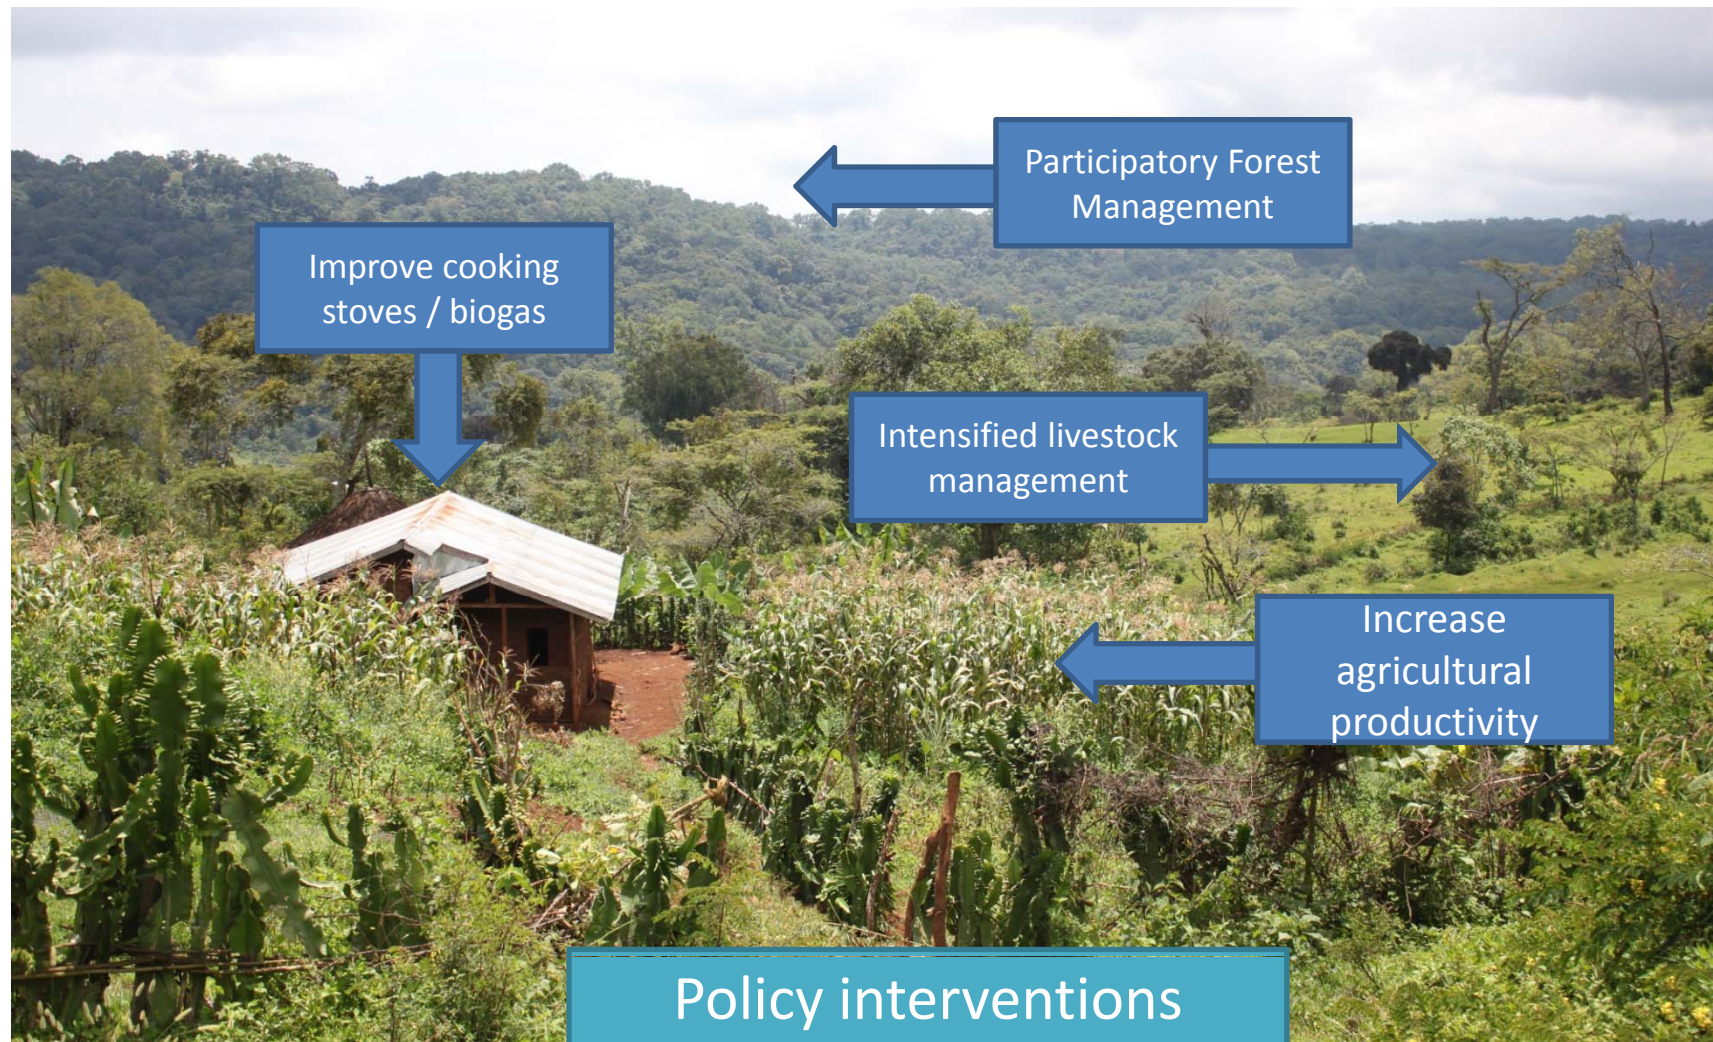 Participatory Forest
Management
Improve cooking
stoves / biogas
Intensified livestock
management
Increase
agricultural
productivity
Policy interventions